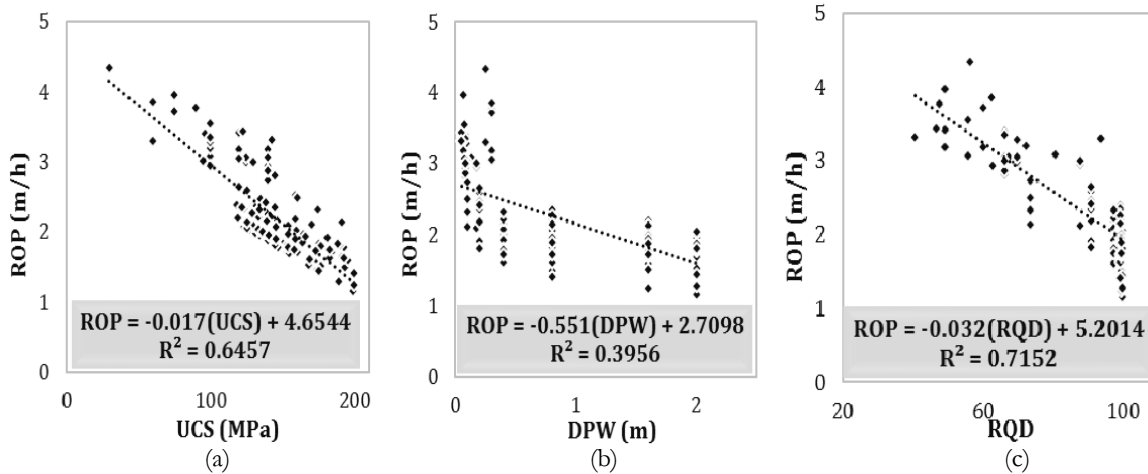 5
4
3
2
1
0
ROP (m/h)
ROP = -0.017(UCS) + 4.6544
R² = 0.6457
0 100 200
UCS (MPa)
(a)
5
4
3
2
1
0
ROP (m/h)
ROP = -0.551(DPW) + 2.7098
R² = 0.3956
0 1 2
DPW (m)
(b)
5
4
3
2
1
0
ROP (m/h)
ROP = -0.032(RQD) + 5.2014
R² = 0.7152
20 60 100
RQD
(c)